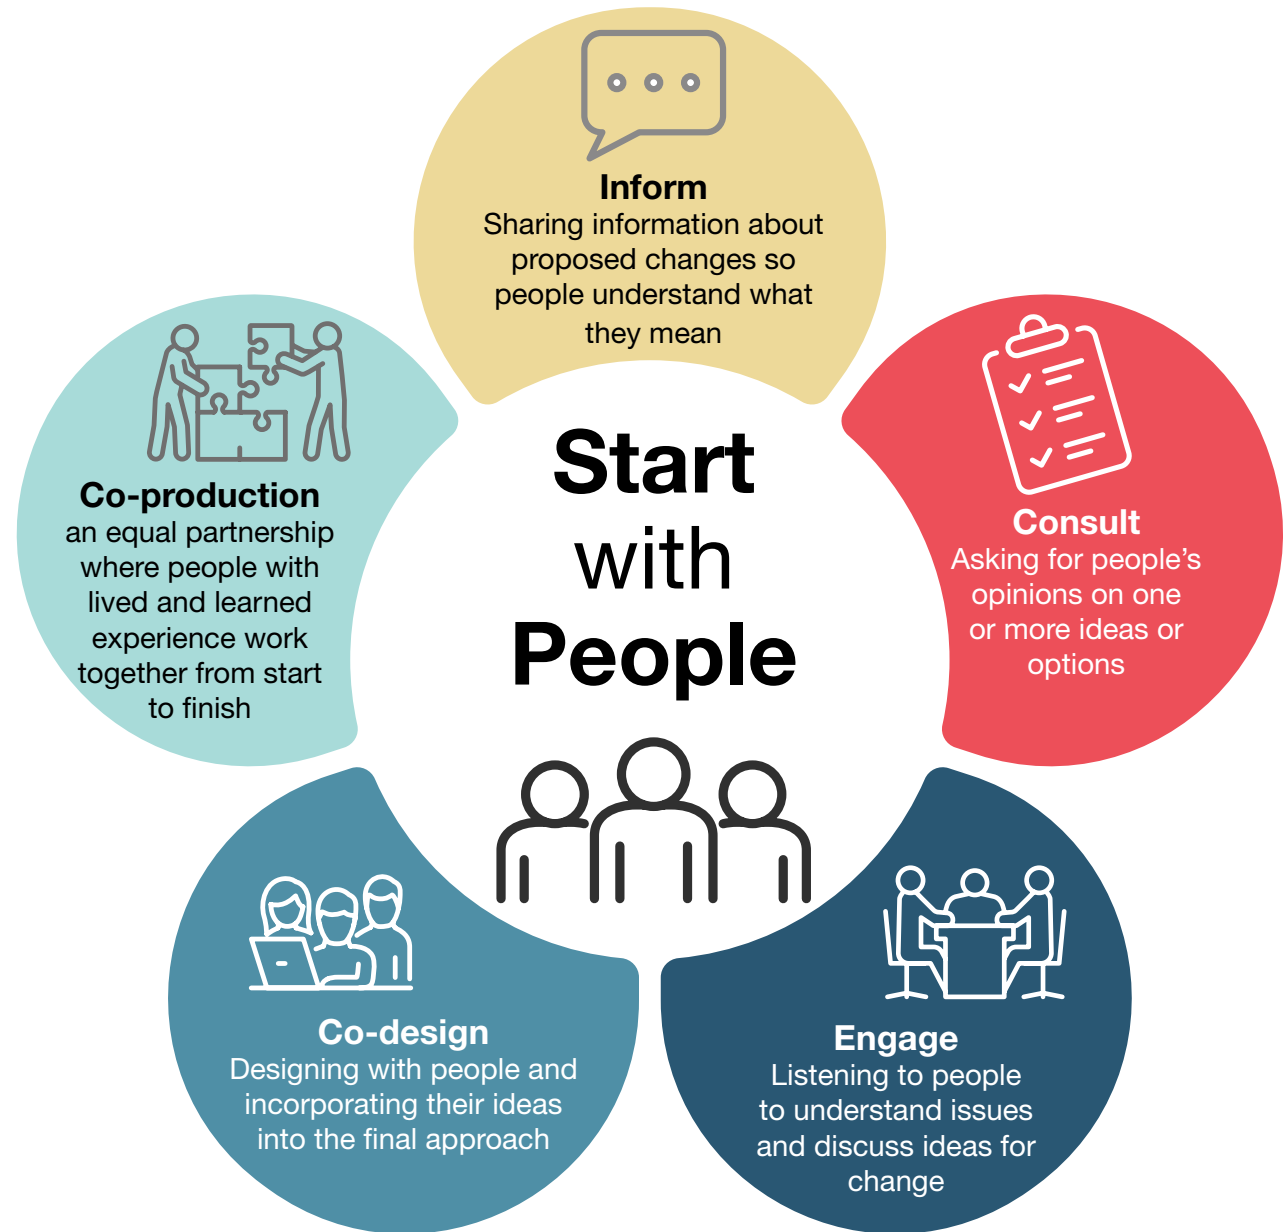 Start
with
People
Inform
Sharing information about
proposed changes so
people understand what
they mean
Consult
Asking for people’s
opinions on one
or more ideas or
options
Engage
Listening to people
to understand issues
and discuss ideas for
change
Co-design
Designing with people and
incorporating their ideas
into the final approach
Co-production
an equal partnership
where people with
lived and learned
experience work
together from start
to finish